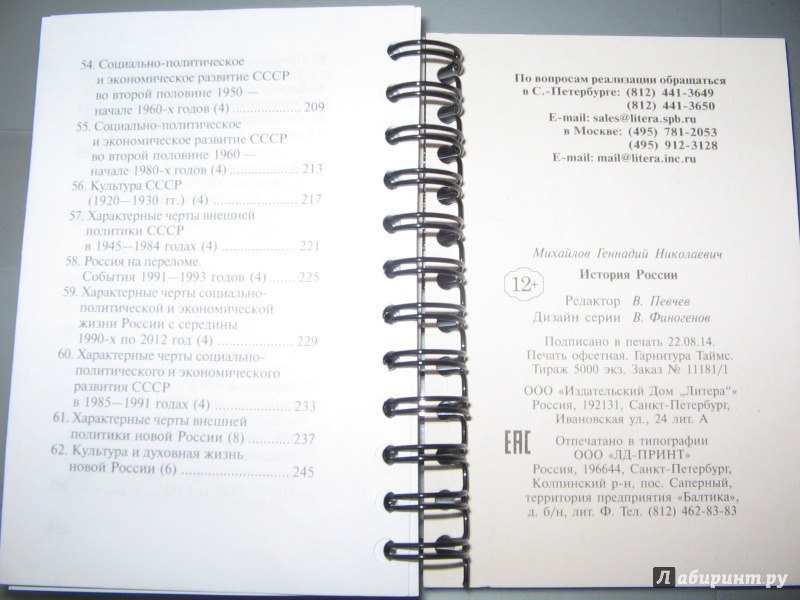 54. Социально-политическое
и экономическое развитие СССР
во второй половине 1950 —
начале 1960-х годов (4) .................. 209
55. Социально-политическое
и экономическое развитие СССР
во второй половине 1960 —
начале 1980-х годов (4) .................. 213
56. Культура СССР
(1920—1930 гг.) (4) ........................ 217
57. Характерные черты внешней
политики СССР
в 1945—1984 годах (4) ................... 221
58. Россия на переломе.
События 1991—1993 годов (4) ..... 225
59. Характерные черты социально-
политической и экономической
жизни России с середины
1990-х по 2012 год (4) .................... 229
60. Характерные черты социально-
политического и экономического
развития СССР
в 1985—1991 годах (4) ................... 233
61. Характерные черты внешней
политики новой России (8) .......... 237
62. Культура и духовная жизнь
новой России (6) ............................ 245
По вопросам реализации обращаться
в С.-Петербурге: (812) 441-3649
(812) 441-3650
E-mail: sales@litera.spb.ru
в Москве: (495) 781-2053
(495) 912-3128
E-mail: mail@litera.inc.ru
Михайлов Геннадий Николаевич
История России
12+
Редактор В. Певчев
Дизайн серии В. Финогенов
Подписано в печать 22.08.14.
Печать офсетная. Гарнитура Таймс.
Тираж 5000 экз. Заказ № 11181/1
ООО «Издательский Дом „Литера“»
Россия, 192131, Санкт-Петербург,
Ивановская ул., 24 лит. А
ЕАС
Отпечатано в типографии
ООО «ЛД-ПРИНТ»
Россия, 196644, Санкт-Петербург,
Колпинский р-н, пос. Саперный,
территория предприятия «Балтика»,
д. б/н, лит. Ф. Тел. (812) 462-83-83
Лабиринт.ру